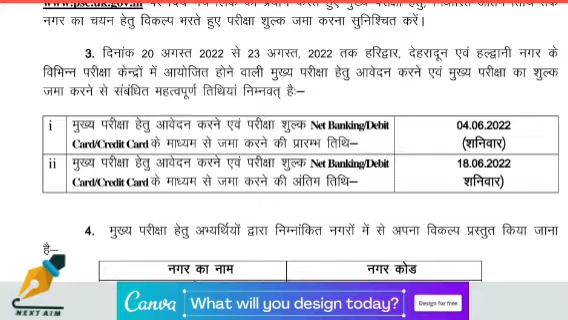 नगर का चयन हेतु विकल्प भरते हुए परीक्षा शुल्क जमा करना सुनिश्चित करें।
3. दिनांक 20 अगस्त 2022 से 23 अगस्त, 2022 तक हरिद्वार, देहरादून एवं हल्द्वानी नगर के
विभिन्न परीक्षा केन्द्रों में आयोजित होने वाली मुख्य परीक्षा हेतु आवेदन करने एवं मुख्य परीक्षा का शुल्क
जमा करने से संबंधित महत्वपूर्ण तिथियां निम्नवत् हैः–
i मुख्य परीक्षा हेतु आवेदन करने एवं परीक्षा शुल्क Net Banking/Debit 04.06.2022
Card/Credit Card के माध्यम से जमा करने की प्रारम्भ तिथि– (शनिवार)
ii मुख्य परीक्षा हेतु आवेदन करने एवं परीक्षा शुल्क Net Banking/Debit 18.06.2022
Card/Credit Card के माध्यम से जमा करने की अंतिम तिथि– शनिवार)
4. मुख्य परीक्षा हेतु अभ्यर्थियों द्वारा निम्नांकित नगरों में से अपना विकल्प प्रस्तुत किया जाना
है–
नगर का नाम नगर कोड
NEXT AIM
Canva What will you design today? Design for free